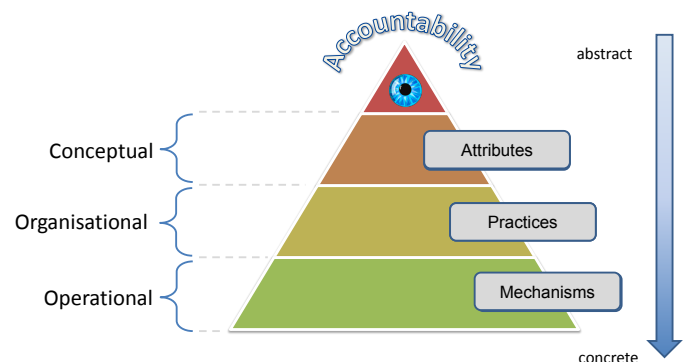 Accountability
abstract
Conceptual
Attributes
Organisational
Practices
Operational
Mechanisms
concrete